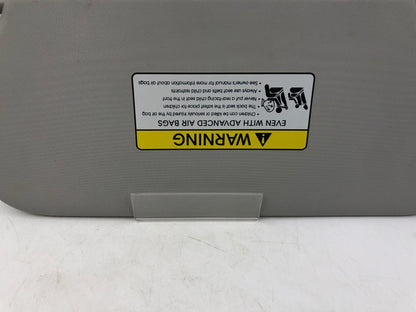 WARNING
EVEN WITH ADVANCED AIR BAGS
• Children can be killed or seriously injured by the air bag
• The back seat is the safest place for children
• Never put a rear-facing child seat in the front
• Always use seat belts and child restraints
• See owner's manual for more information about air bags